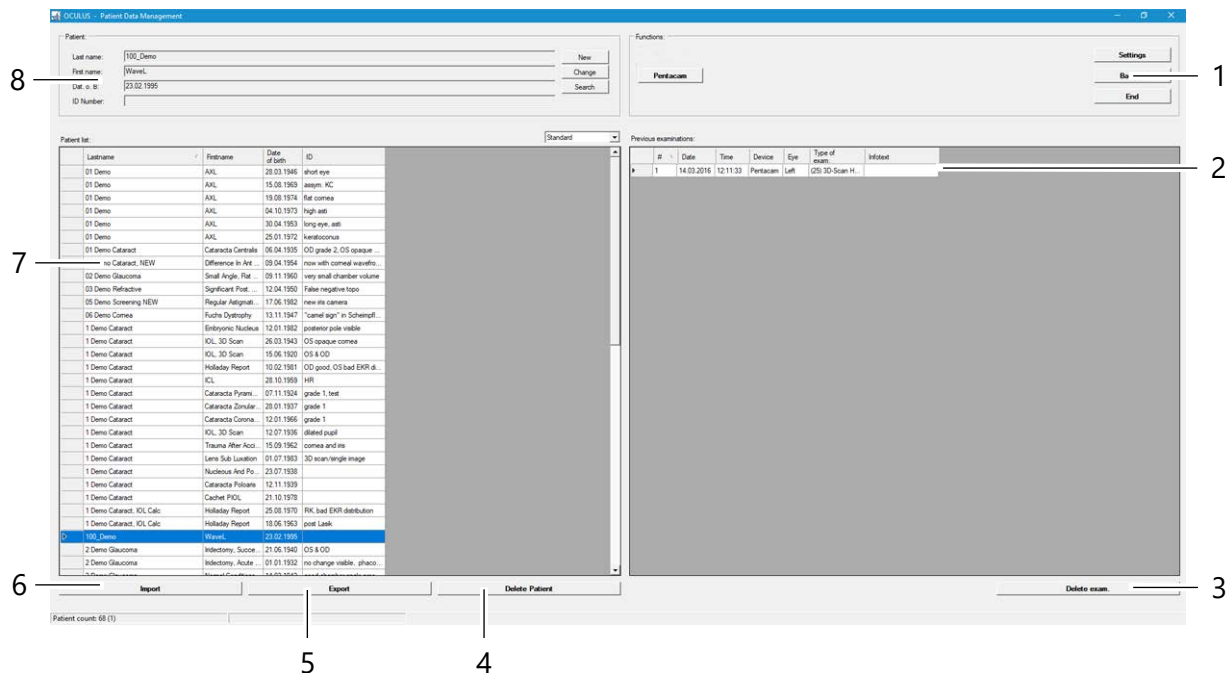 OCULUS - Patient Data Management
Patient:
Last name: 100_Demo New
First name: WaveL Change
Dat. o. B: 23.02.1995 Search
ID Number:
Functions:
Settings
Pentacam
Ba
End
1
8
Patient list: Standard
Lastname Firstname Date of birth ID
01 Demo AXL 28.03.1946 short eye
01 Demo AXL 15.08.1969 assym. KC
01 Demo AXL 19.08.1974 flat cornea
01 Demo AXL 04.10.1973 high asti
01 Demo AXL 30.04.1953 long eye, asti
01 Demo AXL 25.01.1972 keratoconus
01 Demo Cataract Cataracta Centralis 06.04.1935 OD grade 2, OS opaque ...
no Cataract, NEW Difference In Ant ... 09.04.1954 now with corneal wavefro...
02 Demo Glaucoma Small Angle, Flat ... 09.11.1960 very small chamber volume
03 Demo Refractive Significant Post. ... 12.04.1950 False negative topo
05 Demo Screening NEW Regular Astigmati... 17.06.1982 new iris camera
06 Demo Cornea Fuchs Dystrophy 13.11.1947 "camel sign" in Scheimpfl...
1 Demo Cataract Embryonic Nucleus 12.01.1982 posterior pole visible
1 Demo Cataract IOL, 3D Scan 26.03.1943 OS opaque cornea
1 Demo Cataract IOL, 3D Scan 15.06.1920 OS & OD
1 Demo Cataract Holladay Report 10.02.1981 OD good, OS bad EKR di...
1 Demo Cataract ICL 28.10.1959 HR
1 Demo Cataract Cataracta Pyrami... 07.11.1924 grade 1, test
1 Demo Cataract Cataracta Zonular... 28.01.1937 grade 1
1 Demo Cataract Cataracta Corona... 12.01.1966 grade 1
1 Demo Cataract IOL, 3D Scan 12.07.1936 dilated pupil
1 Demo Cataract Trauma After Acci... 15.09.1962 cornea and iris
1 Demo Cataract Lens Sub Luxation 01.07.1983 3D scan/single image
1 Demo Cataract Nucleous And Po... 23.07.1938
1 Demo Cataract Cataracta Polaris 12.11.1939
1 Demo Cataract Cachet PIOL 21.10.1978
1 Demo Cataract, IOL Calc Holladay Report 25.08.1970 RK, bad EKR distribution
1 Demo Cataract, IOL Calc Holladay Report 18.06.1963 post Lasik
100_Demo WaveL 23.02.1995
2 Demo Glaucoma Iridectomy, Succe... 21.06.1940 OS & OD
2 Demo Glaucoma Iridectomy, Acute ... 01.01.1932 no change visible, phaco...
7
Previous examinations:
# Date Time Device Eye Type of exam. Infotext
1 14.03.2016 12:11:33 Pentacam Left (25) 3D-Scan H...
2
6 Import Export Delete Patient Delete exam. 3
Patient count: 68 (1)
5 4